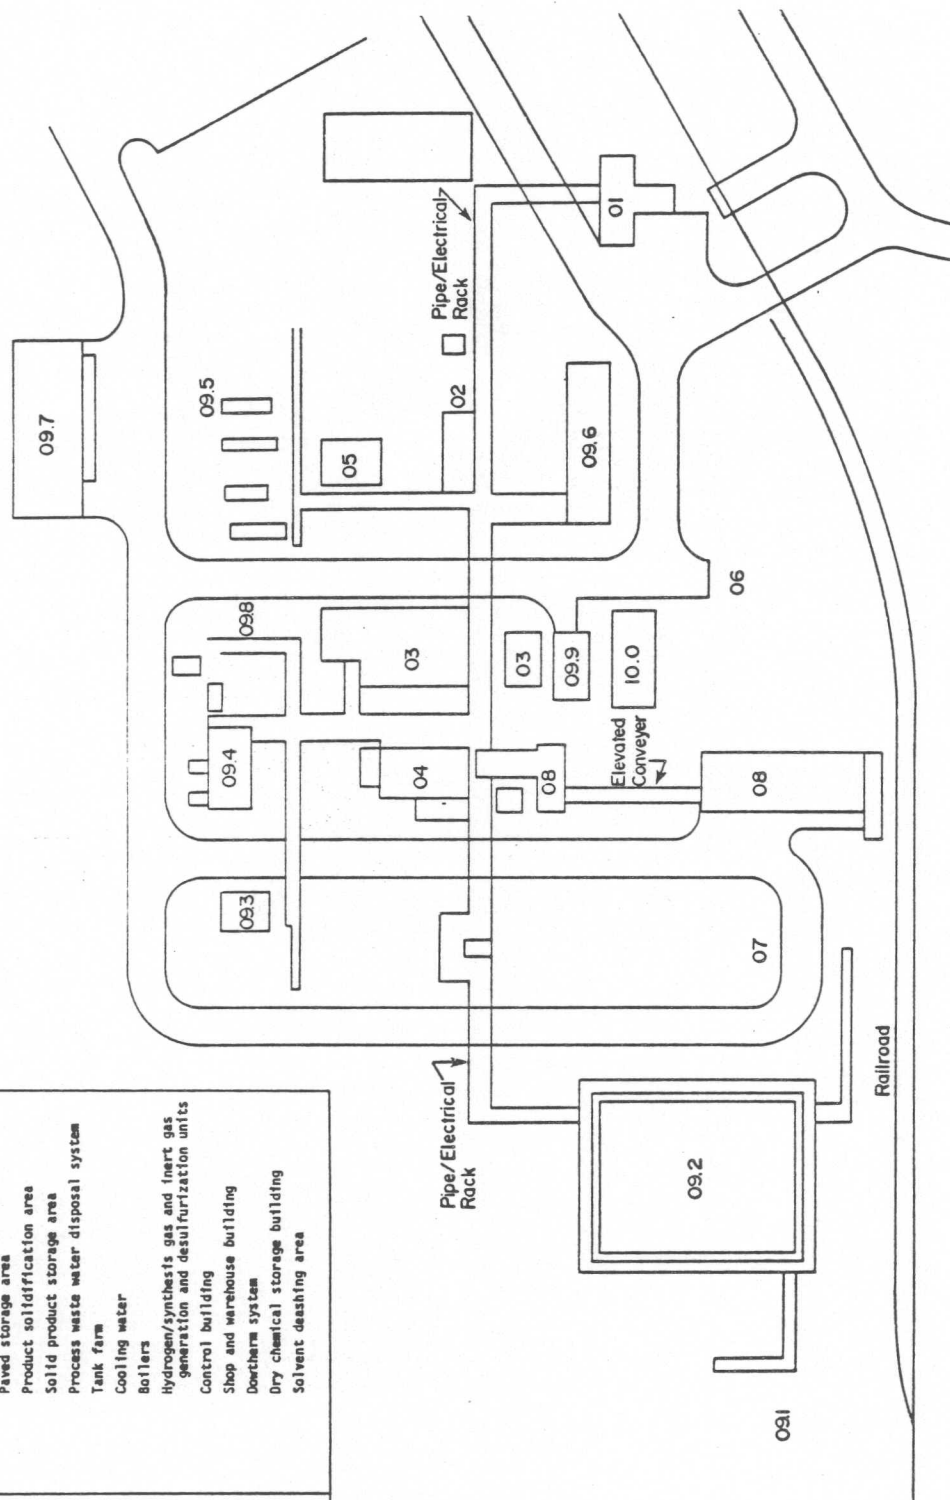 Paved storage area
Product solidification area
Solid product storage area
Process waste water disposal system
Tank farm
Cooling water
Boilers
Hydrogen/synthesis gas and inert gas
generation and desulfurization units
Control building
Shop and warehouse building
Dowtherm system
Dry chemical storage building
Solvent deashing area
09.7
09.5
05
02
Pipe/Electrical
Rack
01
09.6
09.8
03
03
09.9
10.0
06
09.4
04
08
Elevated
Conveyer
08
09.3
07
Pipe/Electrical
Rack
09.2
09.1
Railroad